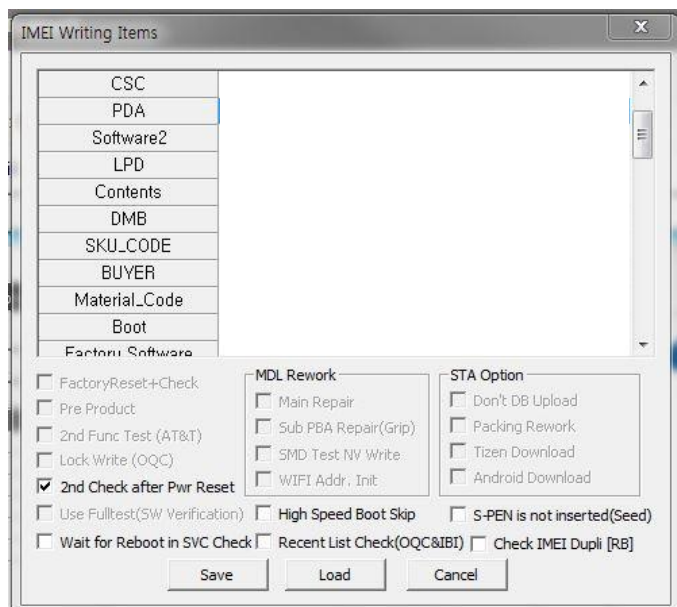 IMEI Writing Items
CSC
PDA
Software2
LPD
Contents
DMB
SKU_CODE
BUYER
Material_Code
Boot
Factory Software
FactoryReset+Check
Pre Product
2nd Func Test (AT&T)
Lock Write (OQC)
2nd Check after Pwr Reset
MDL Rework
Main Repair
Sub PBA Repair(Grip)
SMD Test NV Write
WIFI Addr. Init
STA Option
Don't DB Upload
Packing Rework
Tizen Download
Android Download
Use Fulltest(SW Verification)
High Speed Boot Skip
S-PEN is not inserted(Seed)
Wait for Reboot in SVC Check
Recent List Check(OQC&IBI)
Check IMEI Dupli [RB]
Save
Load
Cancel